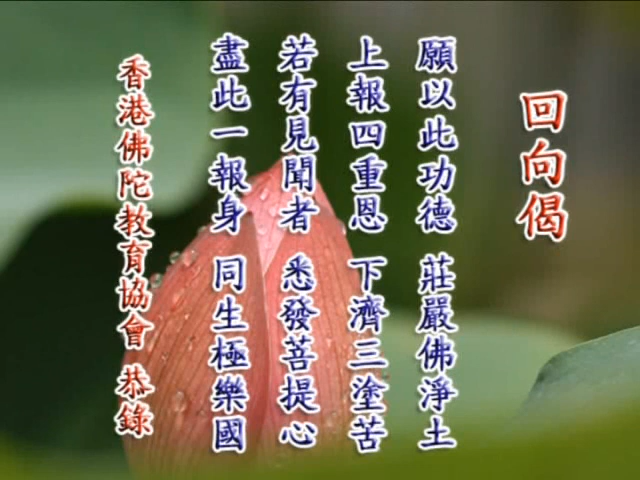 回向偈
願以此功德 莊嚴佛淨土
上報四重恩 下濟三塗苦
若有見聞者 悉發菩提心
盡此一報身 同生極樂國
香港佛陀教育協會 恭錄